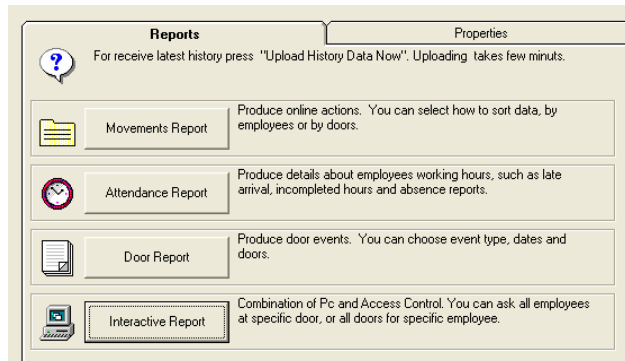 Reports
Properties
For receive latest history press "Upload History Data Now". Uploading takes few minuts.
Movements Report
Produce online actions. You can select how to sort data, by
employees or by doors.
Attendance Report
Produce details about employees working hours, such as late
arrival, incompleted hours and absence reports.
Door Report
Produce door events. You can choose event type, dates and
doors.
Interactive Report
Combination of Pc and Access Control. You can ask all employees
at specific door, or all doors for specific employee.